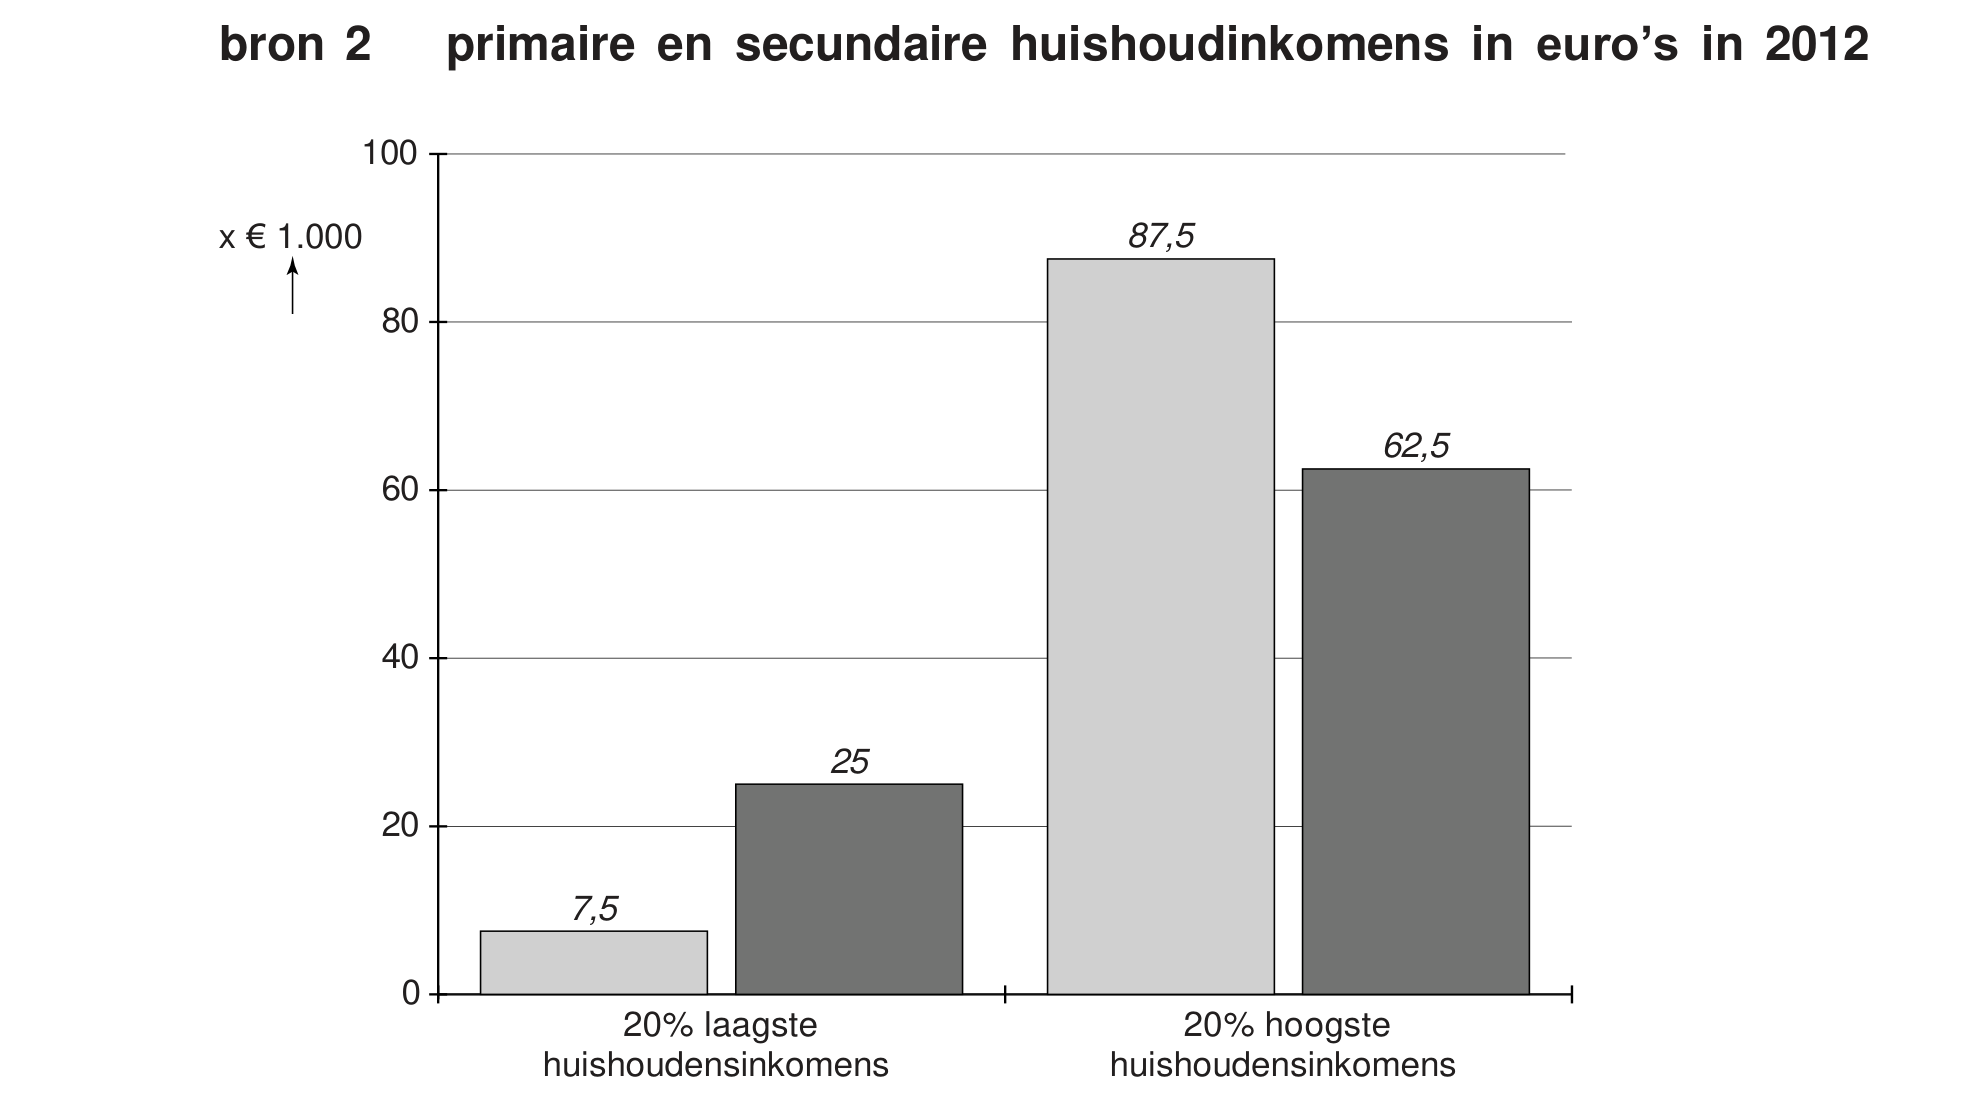 bron 2 primaire en secundaire huishoudinkomens in euro’s in 2012
100
x € 1.000
87,5
80
62,5
60
40
25
20
7,5
0
20% laagste
huishoudensinkomens
20% hoogste
huishoudensinkomens